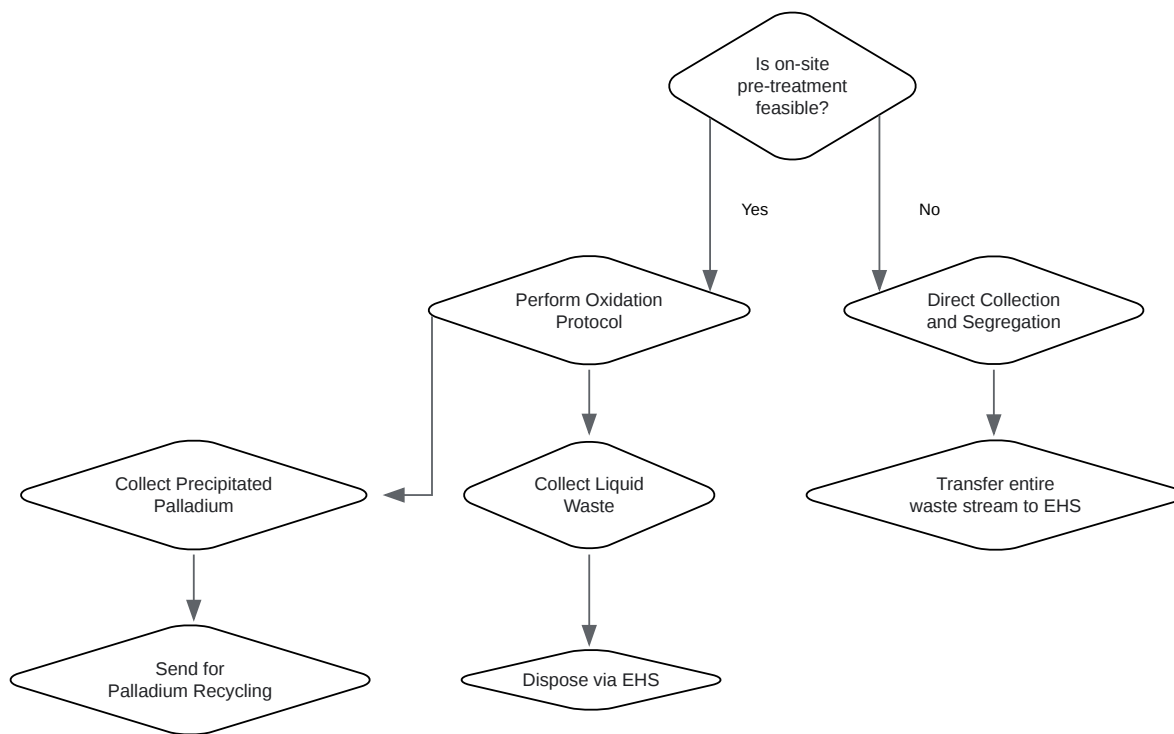 Is on-site
pre-treatment
feasible?
Yes
No
Perform Oxidation
Protocol
Direct Collection
and Segregation
Collect Precipitated
Palladium
Collect Liquid
Waste
Transfer entire
waste stream to EHS
Send for
Palladium Recycling
Dispose via EHS